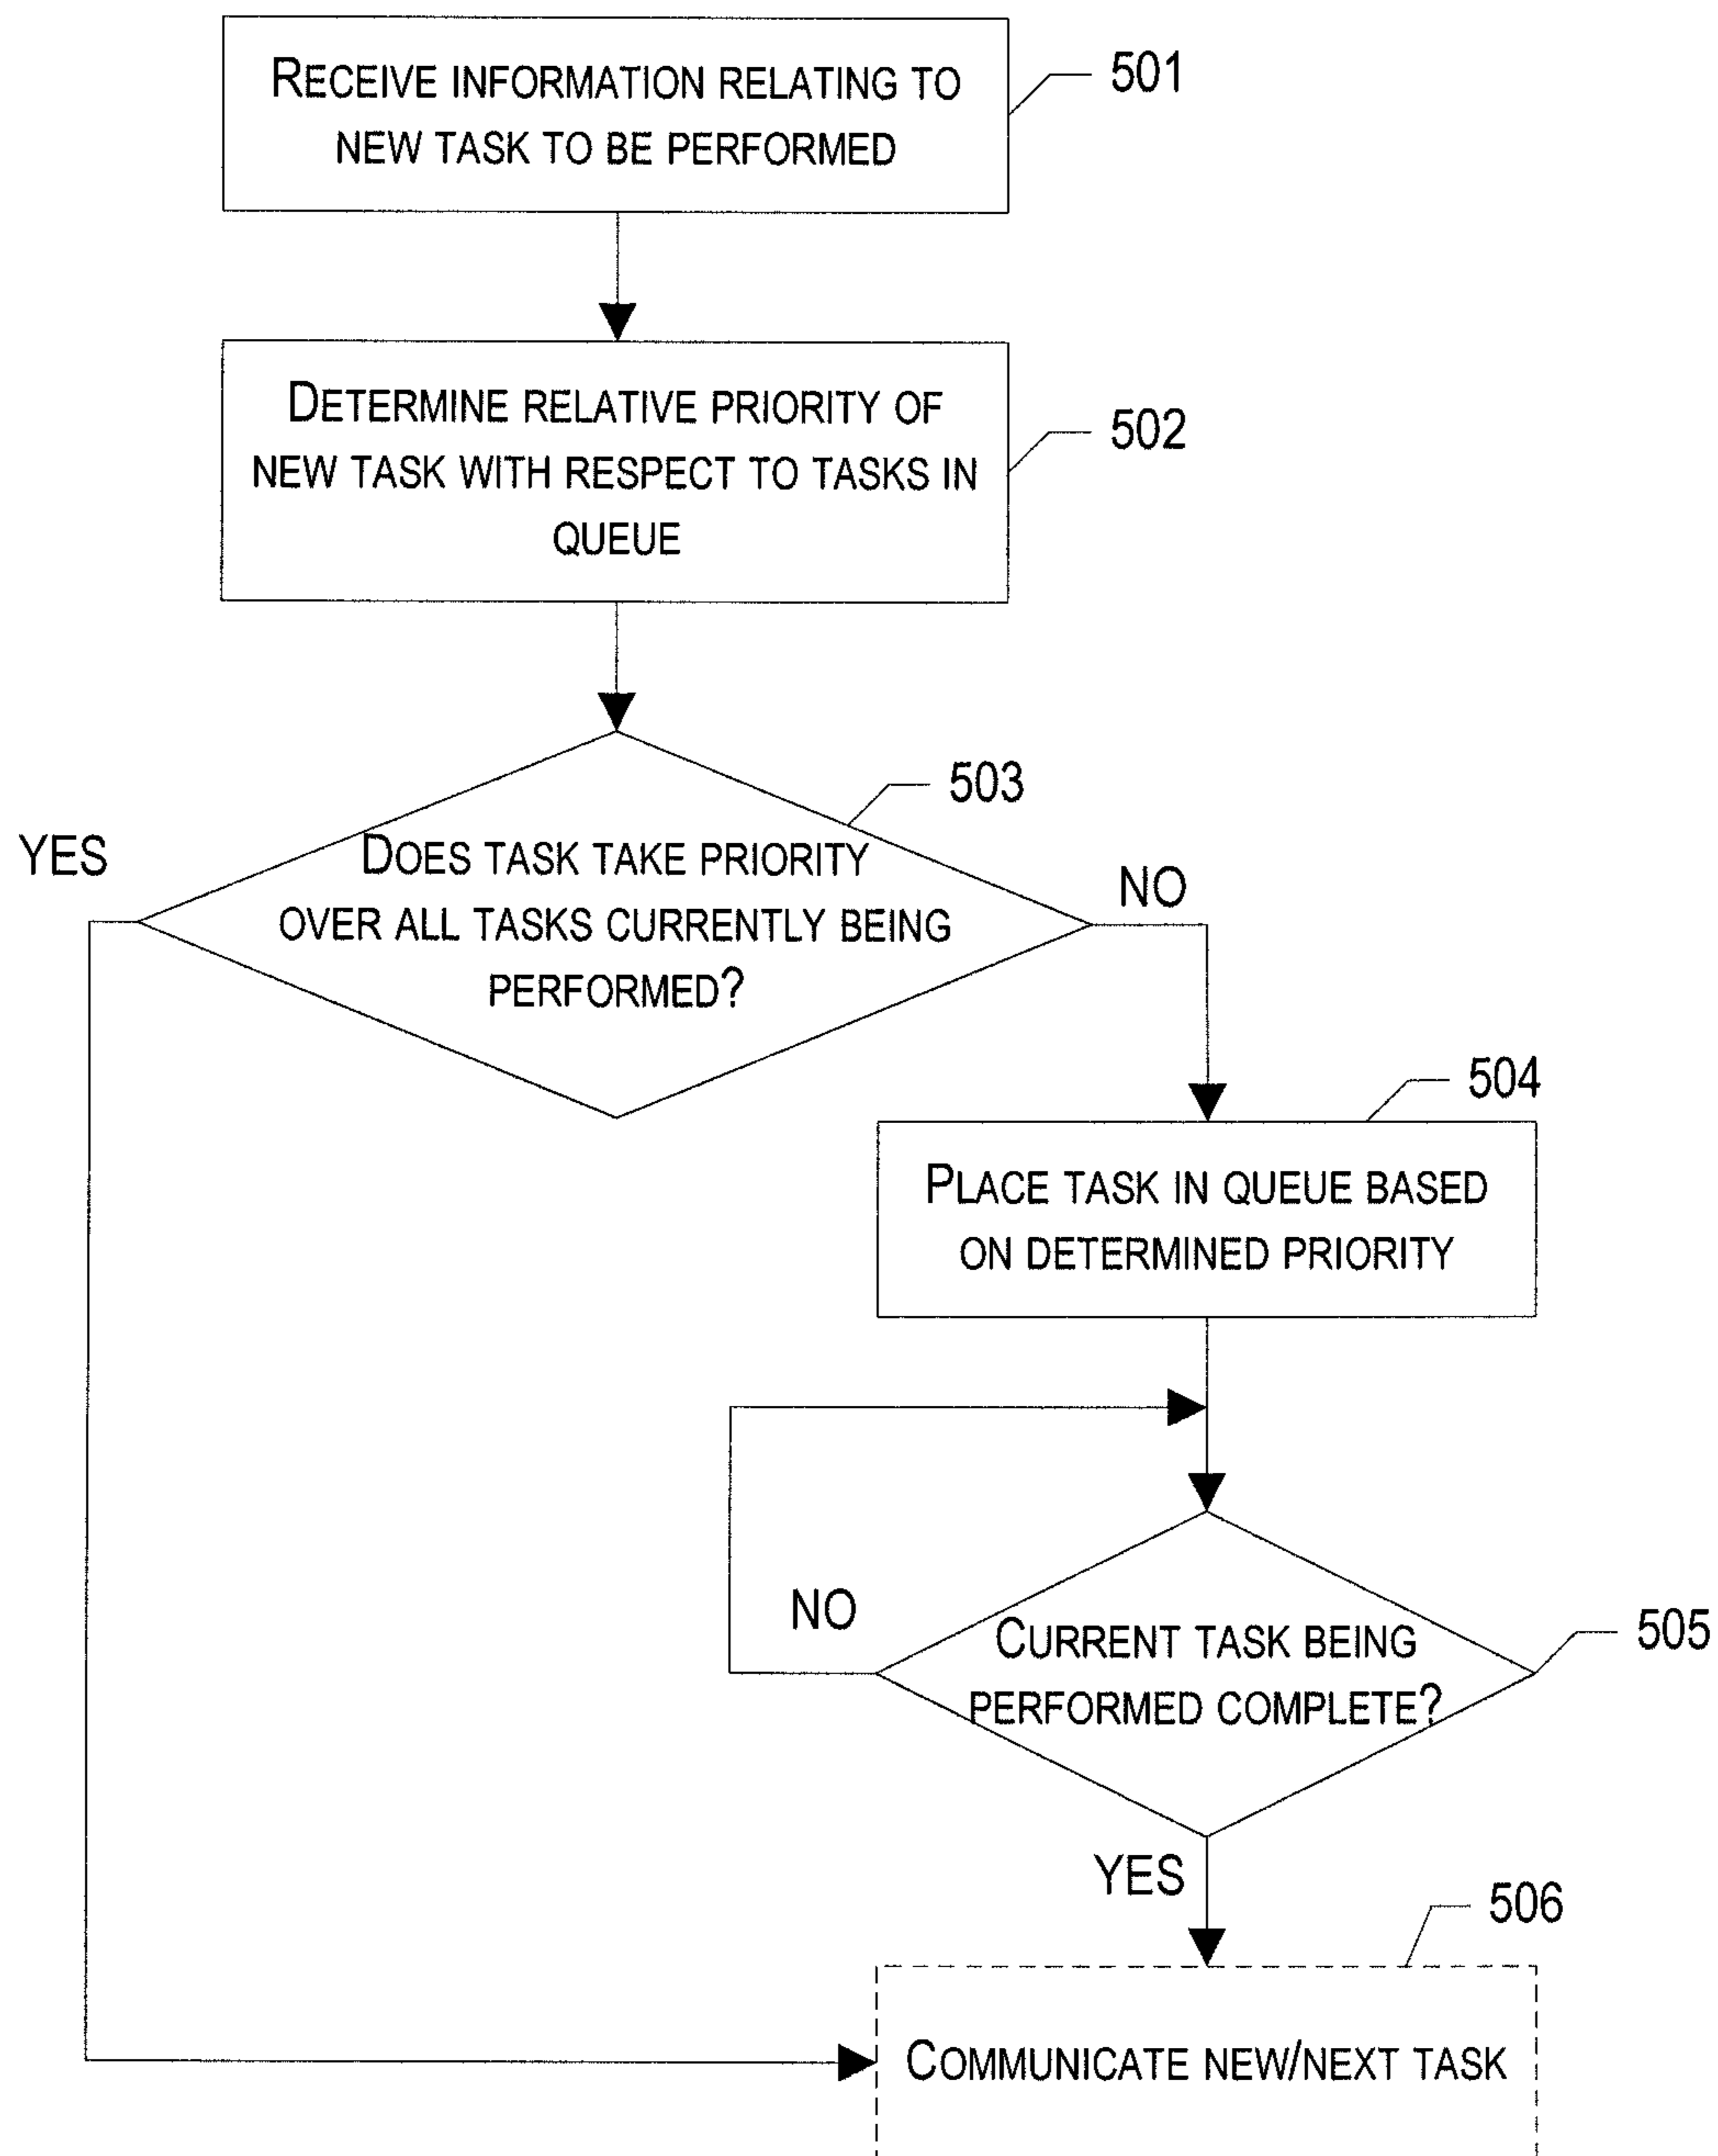 RECEIVE INFORMATION RELATING TO
NEW TASK TO BE PERFORMED
501
DETERMINE RELATIVE PRIORITY OF
NEW TASK WITH RESPECT TO TASKS IN
QUEUE
502
503
YES
DOES TASK TAKE PRIORITY
OVER ALL TASKS CURRENTLY BEING
PERFORMED?
NO
504
PLACE TASK IN QUEUE BASED
ON DETERMINED PRIORITY
NO
CURRENT TASK BEING
PERFORMED COMPLETE?
505
YES
506
COMMUNICATE NEW/NEXT TASK